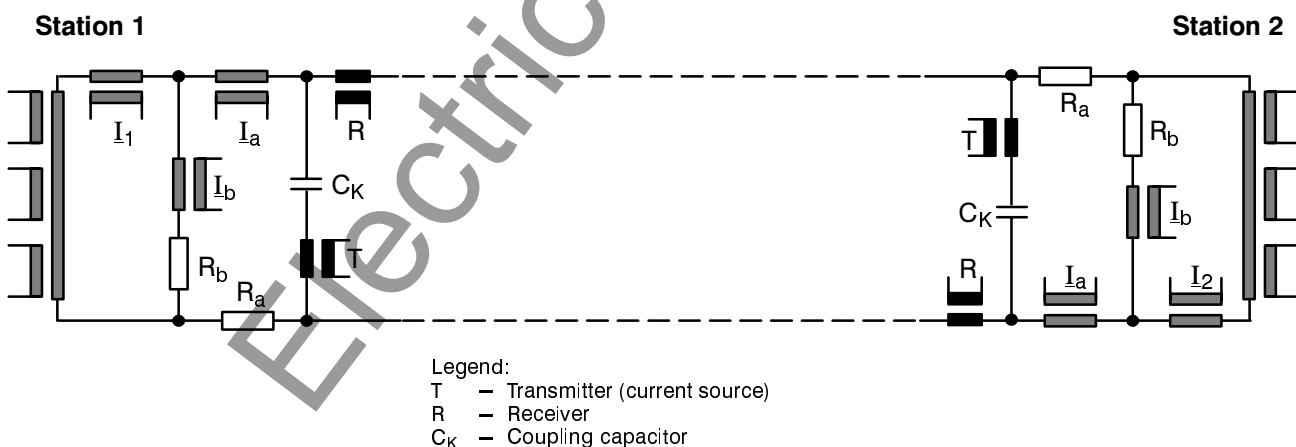 Station 1
Station 2
I1
Ia
R
Ib
CK
T
Rb
Ra
Ra
T
Rb
CK
Ib
R
Ia
I2
Electric
Legend:
T – Transmitter (current source)
R – Receiver
CK – Coupling capacitor